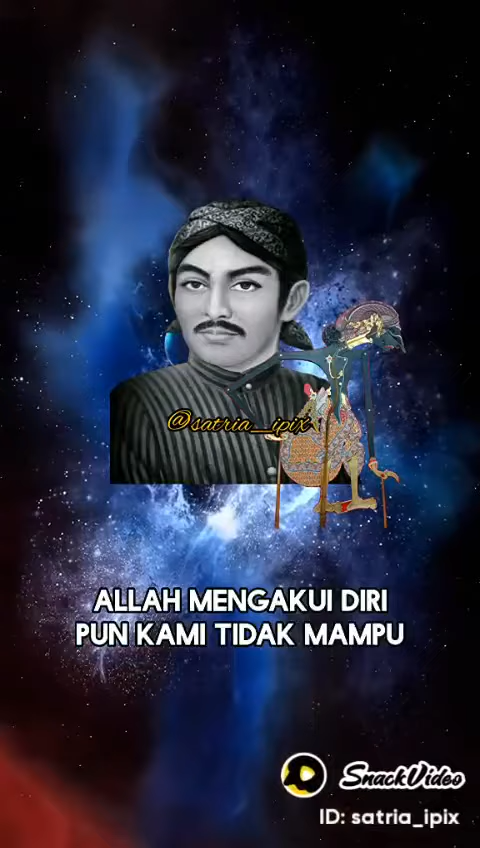 @satria_ipix
ALLAH MENGAKUI DIRI
PUN KAMI TIDAK MAMPU
SnackVideo
ID: satria_ipix